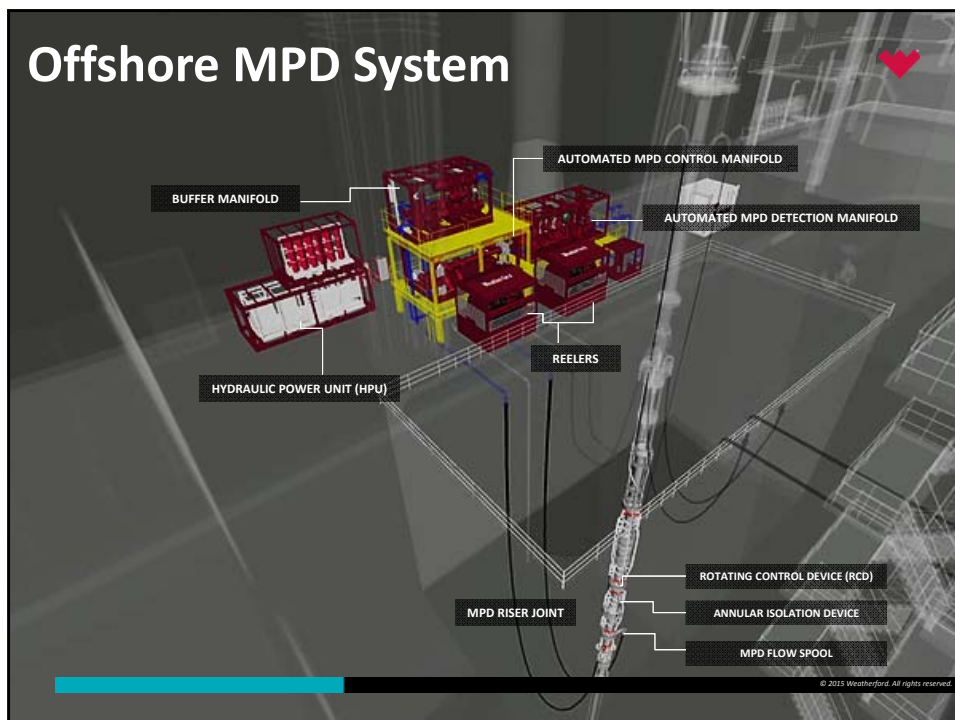 Offshore MPD System
AUTOMATED MPD CONTROL MANIFOLD
BUFFER MANIFOLD
AUTOMATED MPD DETECTION MANIFOLD
REELERS
HYDRAULIC POWER UNIT (HPU)
ROTATING CONTROL DEVICE (RCD)
MPD RISER JOINT
ANNULAR ISOLATION DEVICE
MPD FLOW SPOOL
© 2015 Weatherford. All rights reserved.